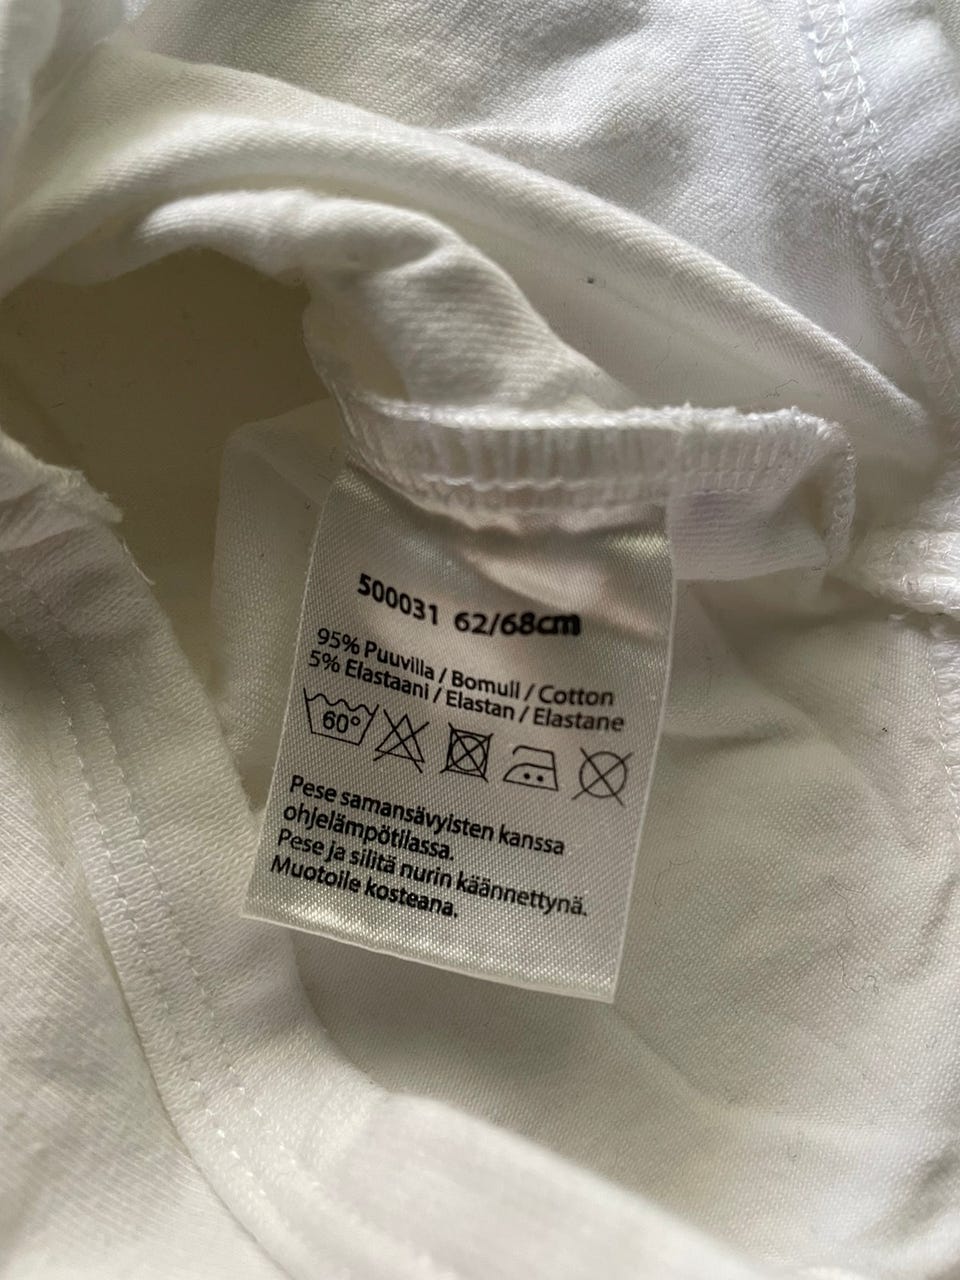 500031 62/68cm
95% Puuvilla / Bomull / Cotton
5% Elastaani / Elastan / Elastane
60°
Pese samansävyisten kanssa
ohjelämpötilassa.
Pese ja silitä nurin käännettynä.
Muotoile kosteana.